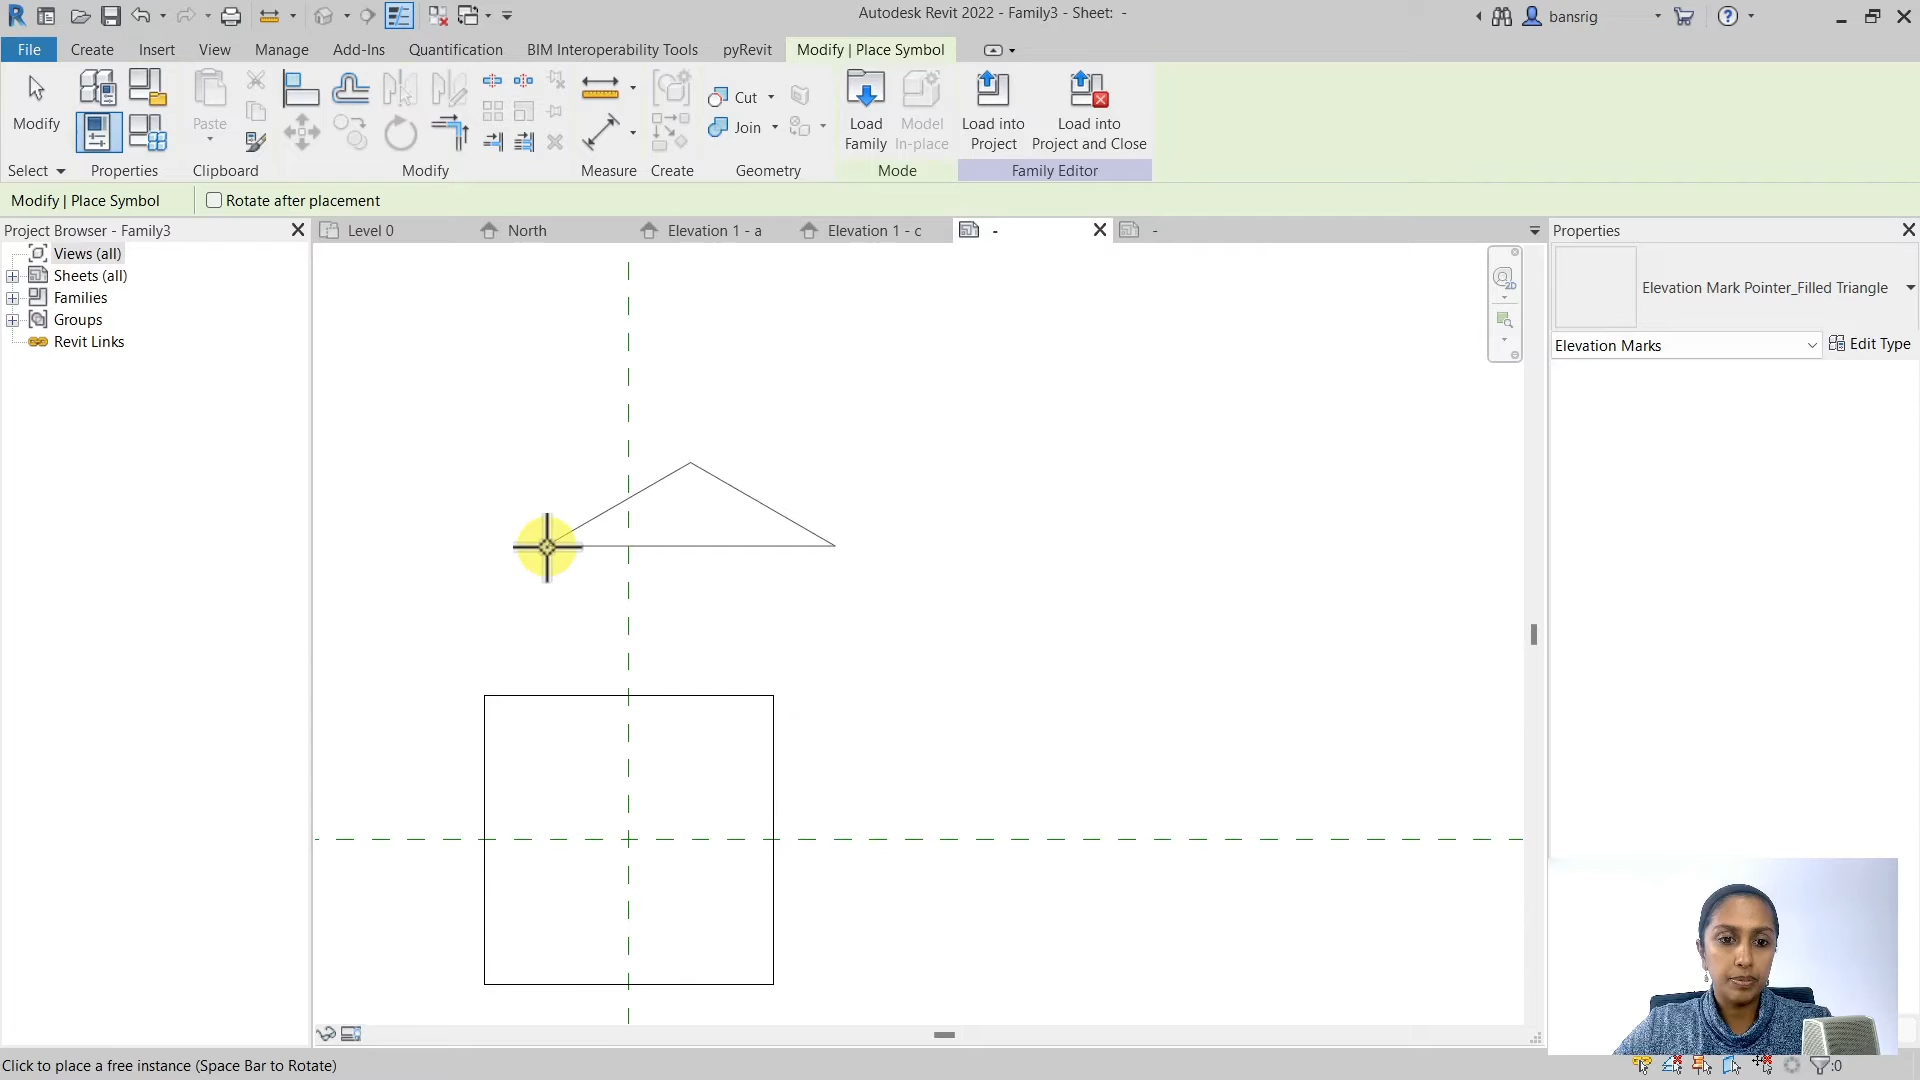 Autodesk Revit 2022 - Family3 - Sheet: -
bansrig
File Create Insert View Manage Add-Ins Quantification BIM Interoperability Tools pyRevit Modify | Place Symbol
Modify
Paste
Cut
Join
Load Family
Model In-place
Load into Project
Load into Project and Close
Select Properties Clipboard Modify Measure Create Geometry Mode Family Editor
Modify | Place Symbol Rotate after placement
Project Browser - Family3
Level 0 North Elevation 1 - a Elevation 1 - c - -
Properties
Views (all)
Sheets (all)
Families
Groups
Revit Links
2D
Elevation Mark Pointer_Filled Triangle
Elevation Marks Edit Type
Click to place a free instance (Space Bar to Rotate)
:0